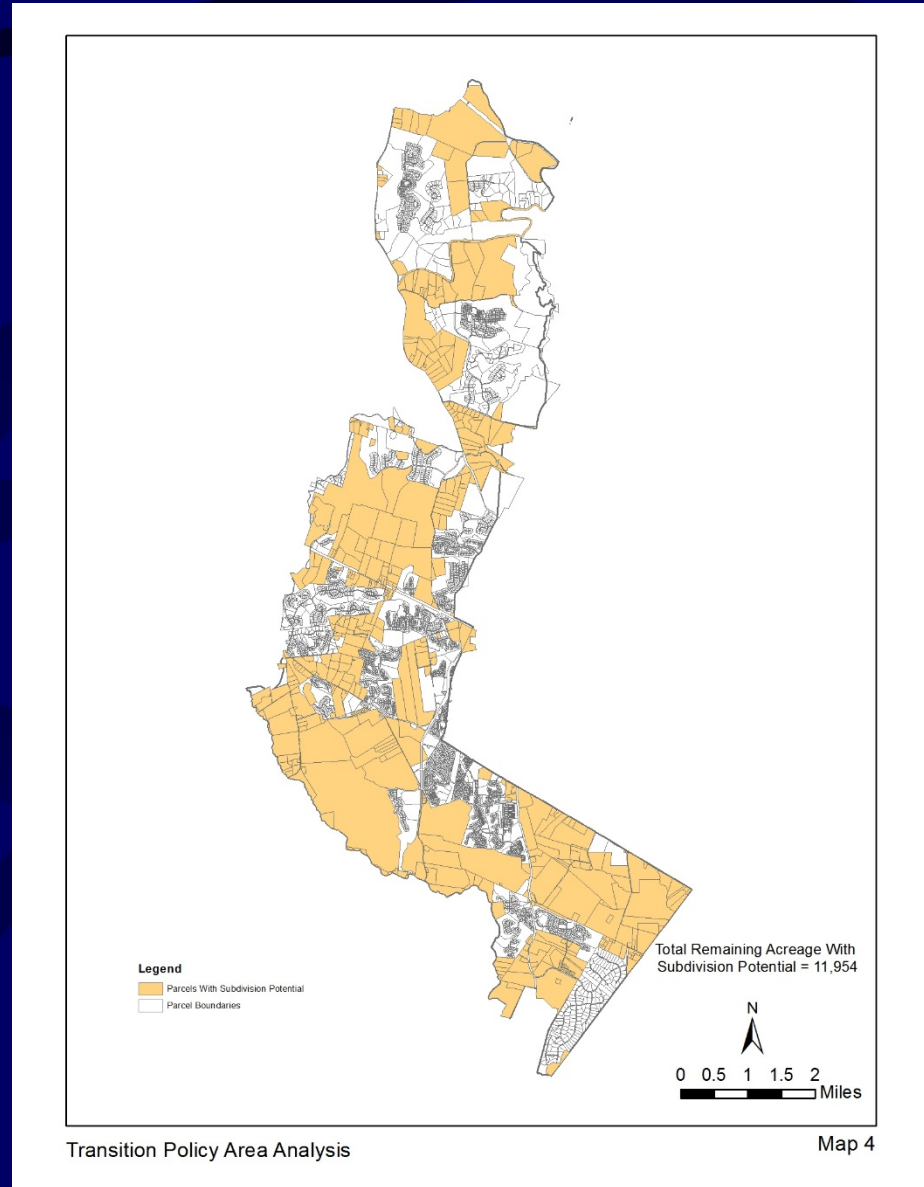 Total Remaining Acreage With
Subdivision Potential = 11,954
Legend
Parcels With Subdivision Potential
Parcel Boundaries
N
0 0.5 1 1.5 2
Miles
Transition Policy Area Analysis
Map 4